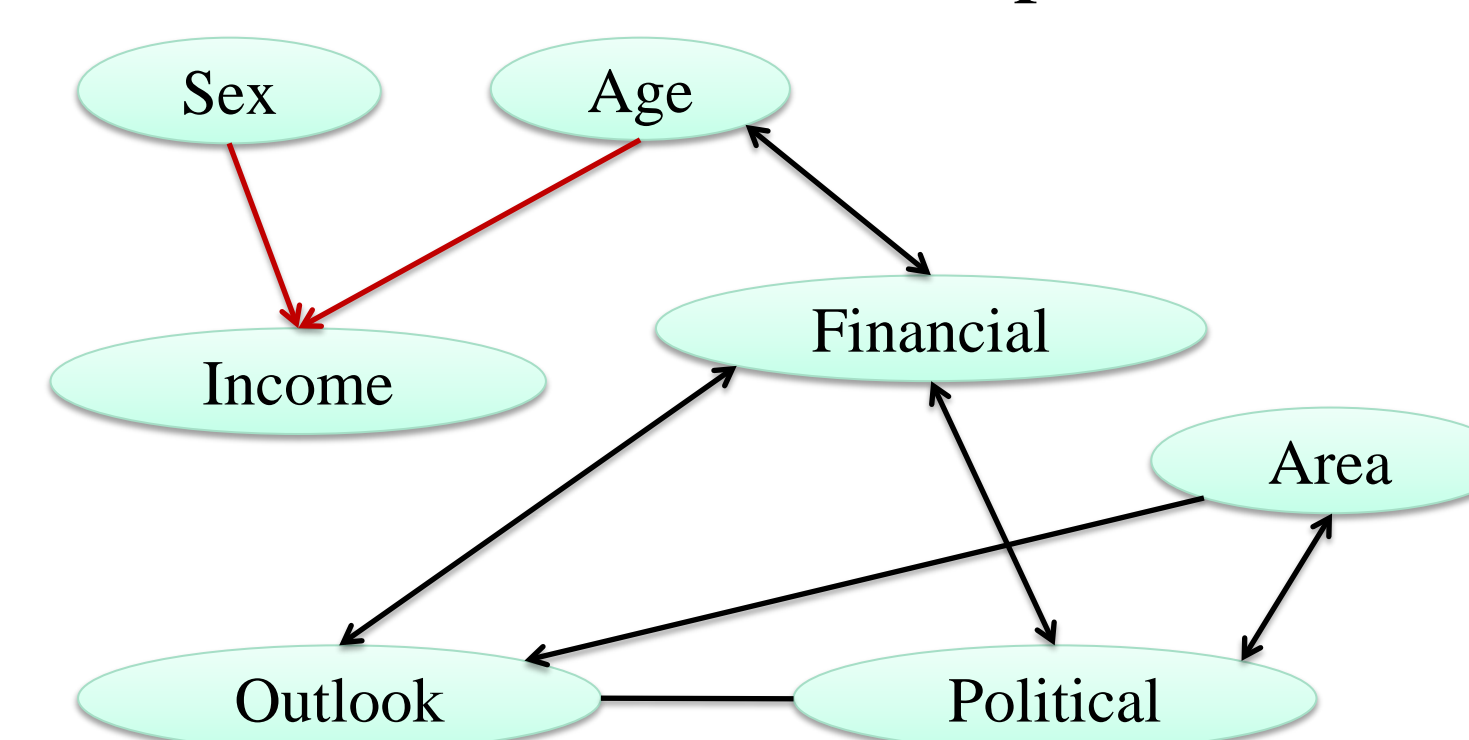 Sex
Age
Financial
Income
Area
Outlook
Political